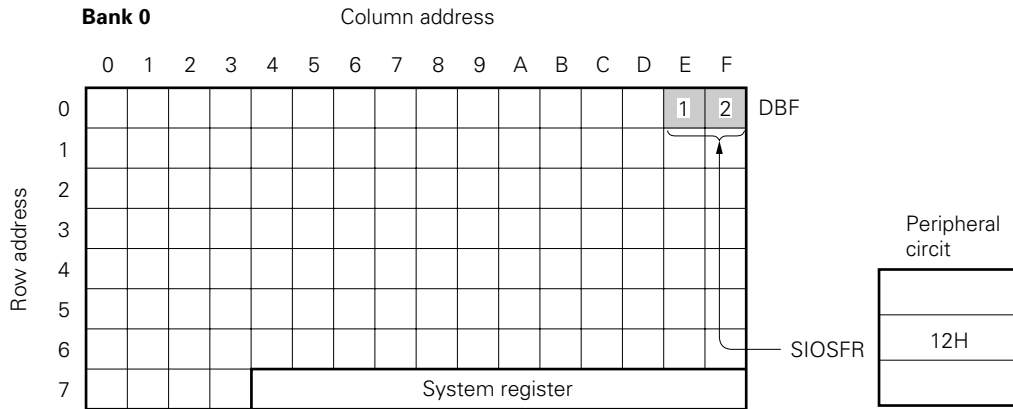 Bank 0 Column address
0 1 2 3 4 5 6 7 8 9 A B C D E F
0 1 2 DBF
1
2
3
4
5
6
7 System register
Row address
SIOSFR
Peripheral
circit
12H